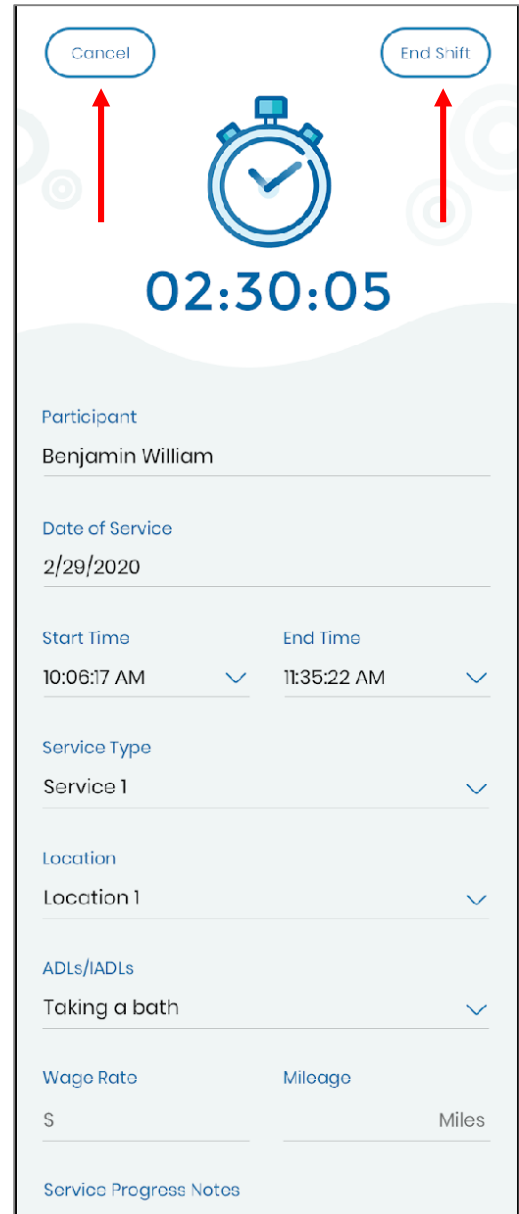 Cancel End Shift
02:30:05
Participant
Benjamin William
Date of Service
2/29/2020
Start Time End Time
10:06:17 AM 11:35:22 AM
Service Type
Service 1
Location
Location 1
ADLs/IADLs
Taking a bath
Wage Rate Mileage
$ Miles
Service Progress Notes